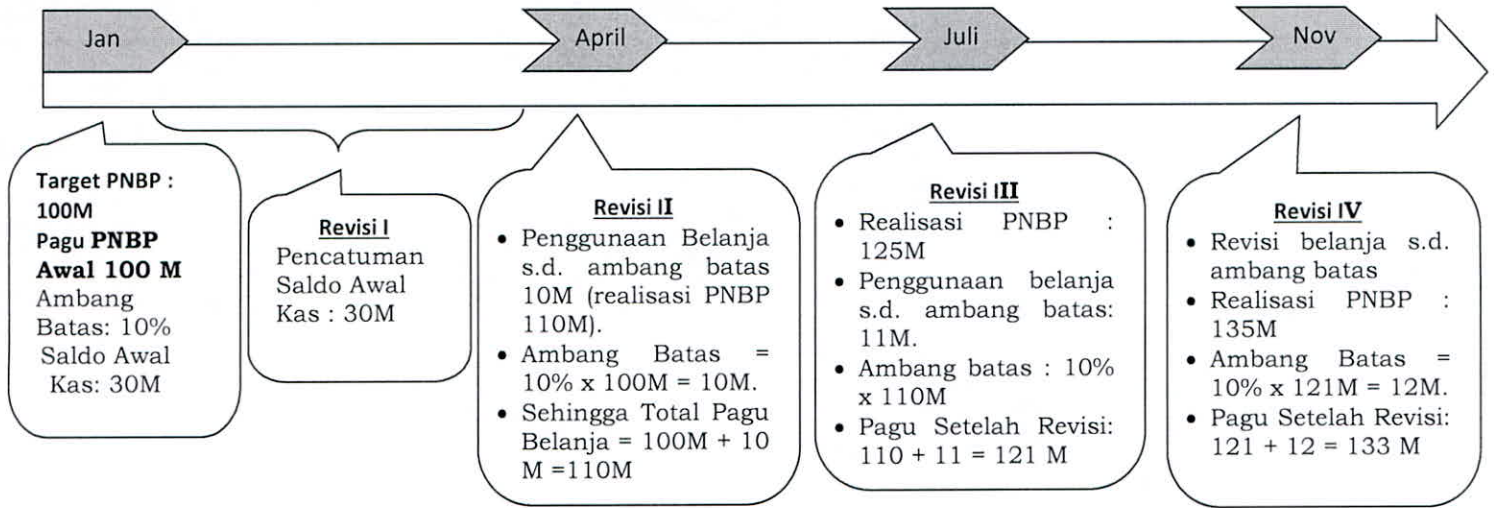 Jan
April
Juli
Nov
Target PNBP :
100M
Pagu PNBP
Awal 100 M
Ambang
Batas: 10%
Saldo Awal
Kas: 30M
Revisi I
Pencatuman
Saldo Awal
Kas : 30M
Revisi II
• Penggunaan Belanja
s.d. ambang batas
10M (realisasi PNBP
110M).
• Ambang Batas =
10% x 100M = 10M.
• Sehingga Total Pagu
Belanja = 100M + 10
M =110M
Revisi III
• Realisasi PNBP :
125M
• Penggunaan belanja
s.d. ambang batas:
11M.
• Ambang batas : 10%
x 110M
• Pagu Setelah Revisi:
110 + 11 = 121 M
Revisi IV
• Revisi belanja s.d.
ambang batas
• Realisasi PNBP :
135M
• Ambang Batas =
10% x 121M = 12M.
• Pagu Setelah Revisi:
121 + 12 = 133 M